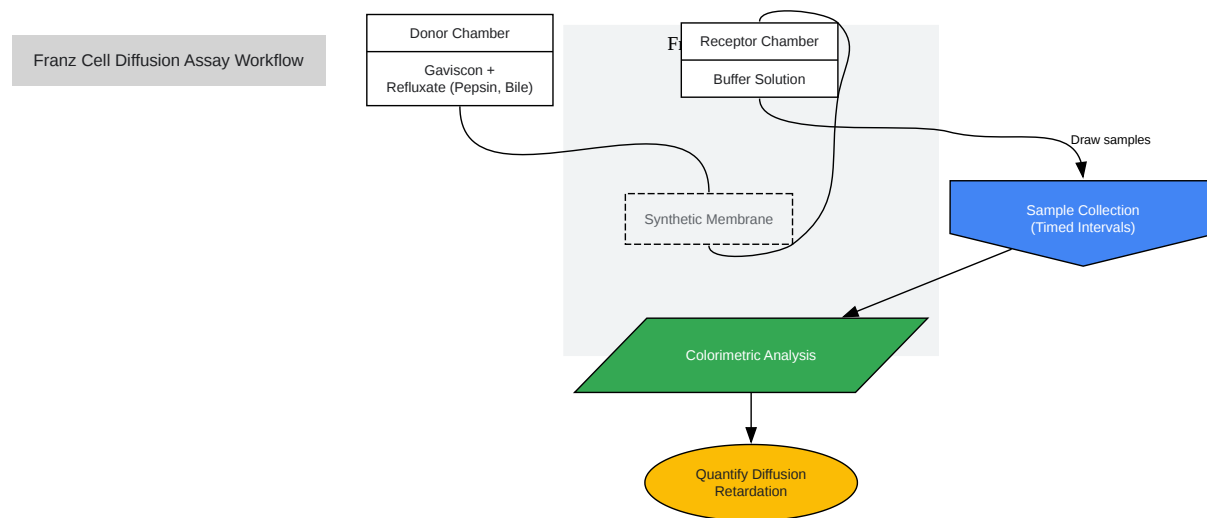 Franz Cell Diffusion Assay Workflow
Donor Chamber
Gaviscon +
Refluxate (Pepsin, Bile)
Receptor Chamber
Buffer Solution
Draw samples
Synthetic Membrane
Sample Collection
(Timed Intervals)
Colorimetric Analysis
Quantify Diffusion
Retardation